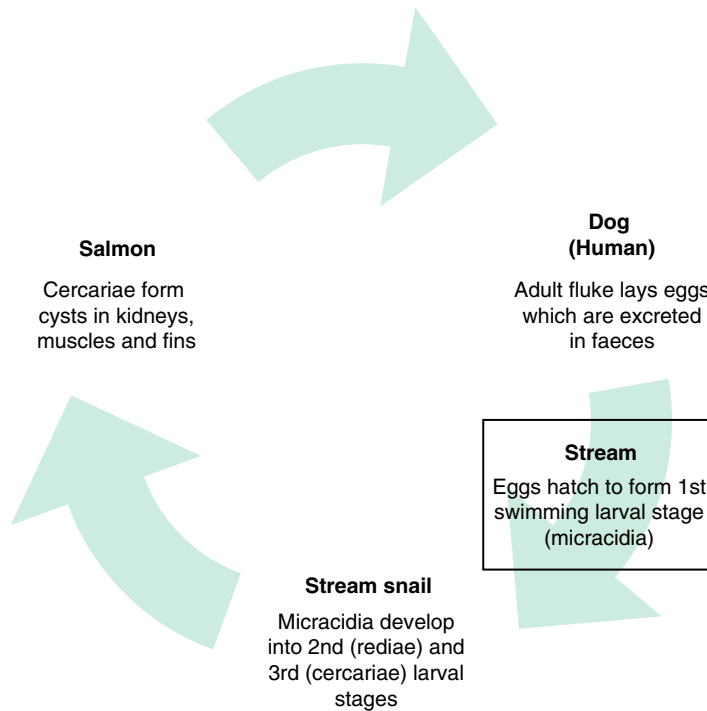 Salmon
Cercariae form
cysts in kidneys,
muscles and fins
Dog
(Human)
Adult fluke lays eggs
which are excreted
in faeces
Stream
Eggs hatch to form 1st
swimming larval stage
(micracidia)
Stream snail
Micracidia develop
into 2nd (rediae) and
3rd (cercariae) larval
stages